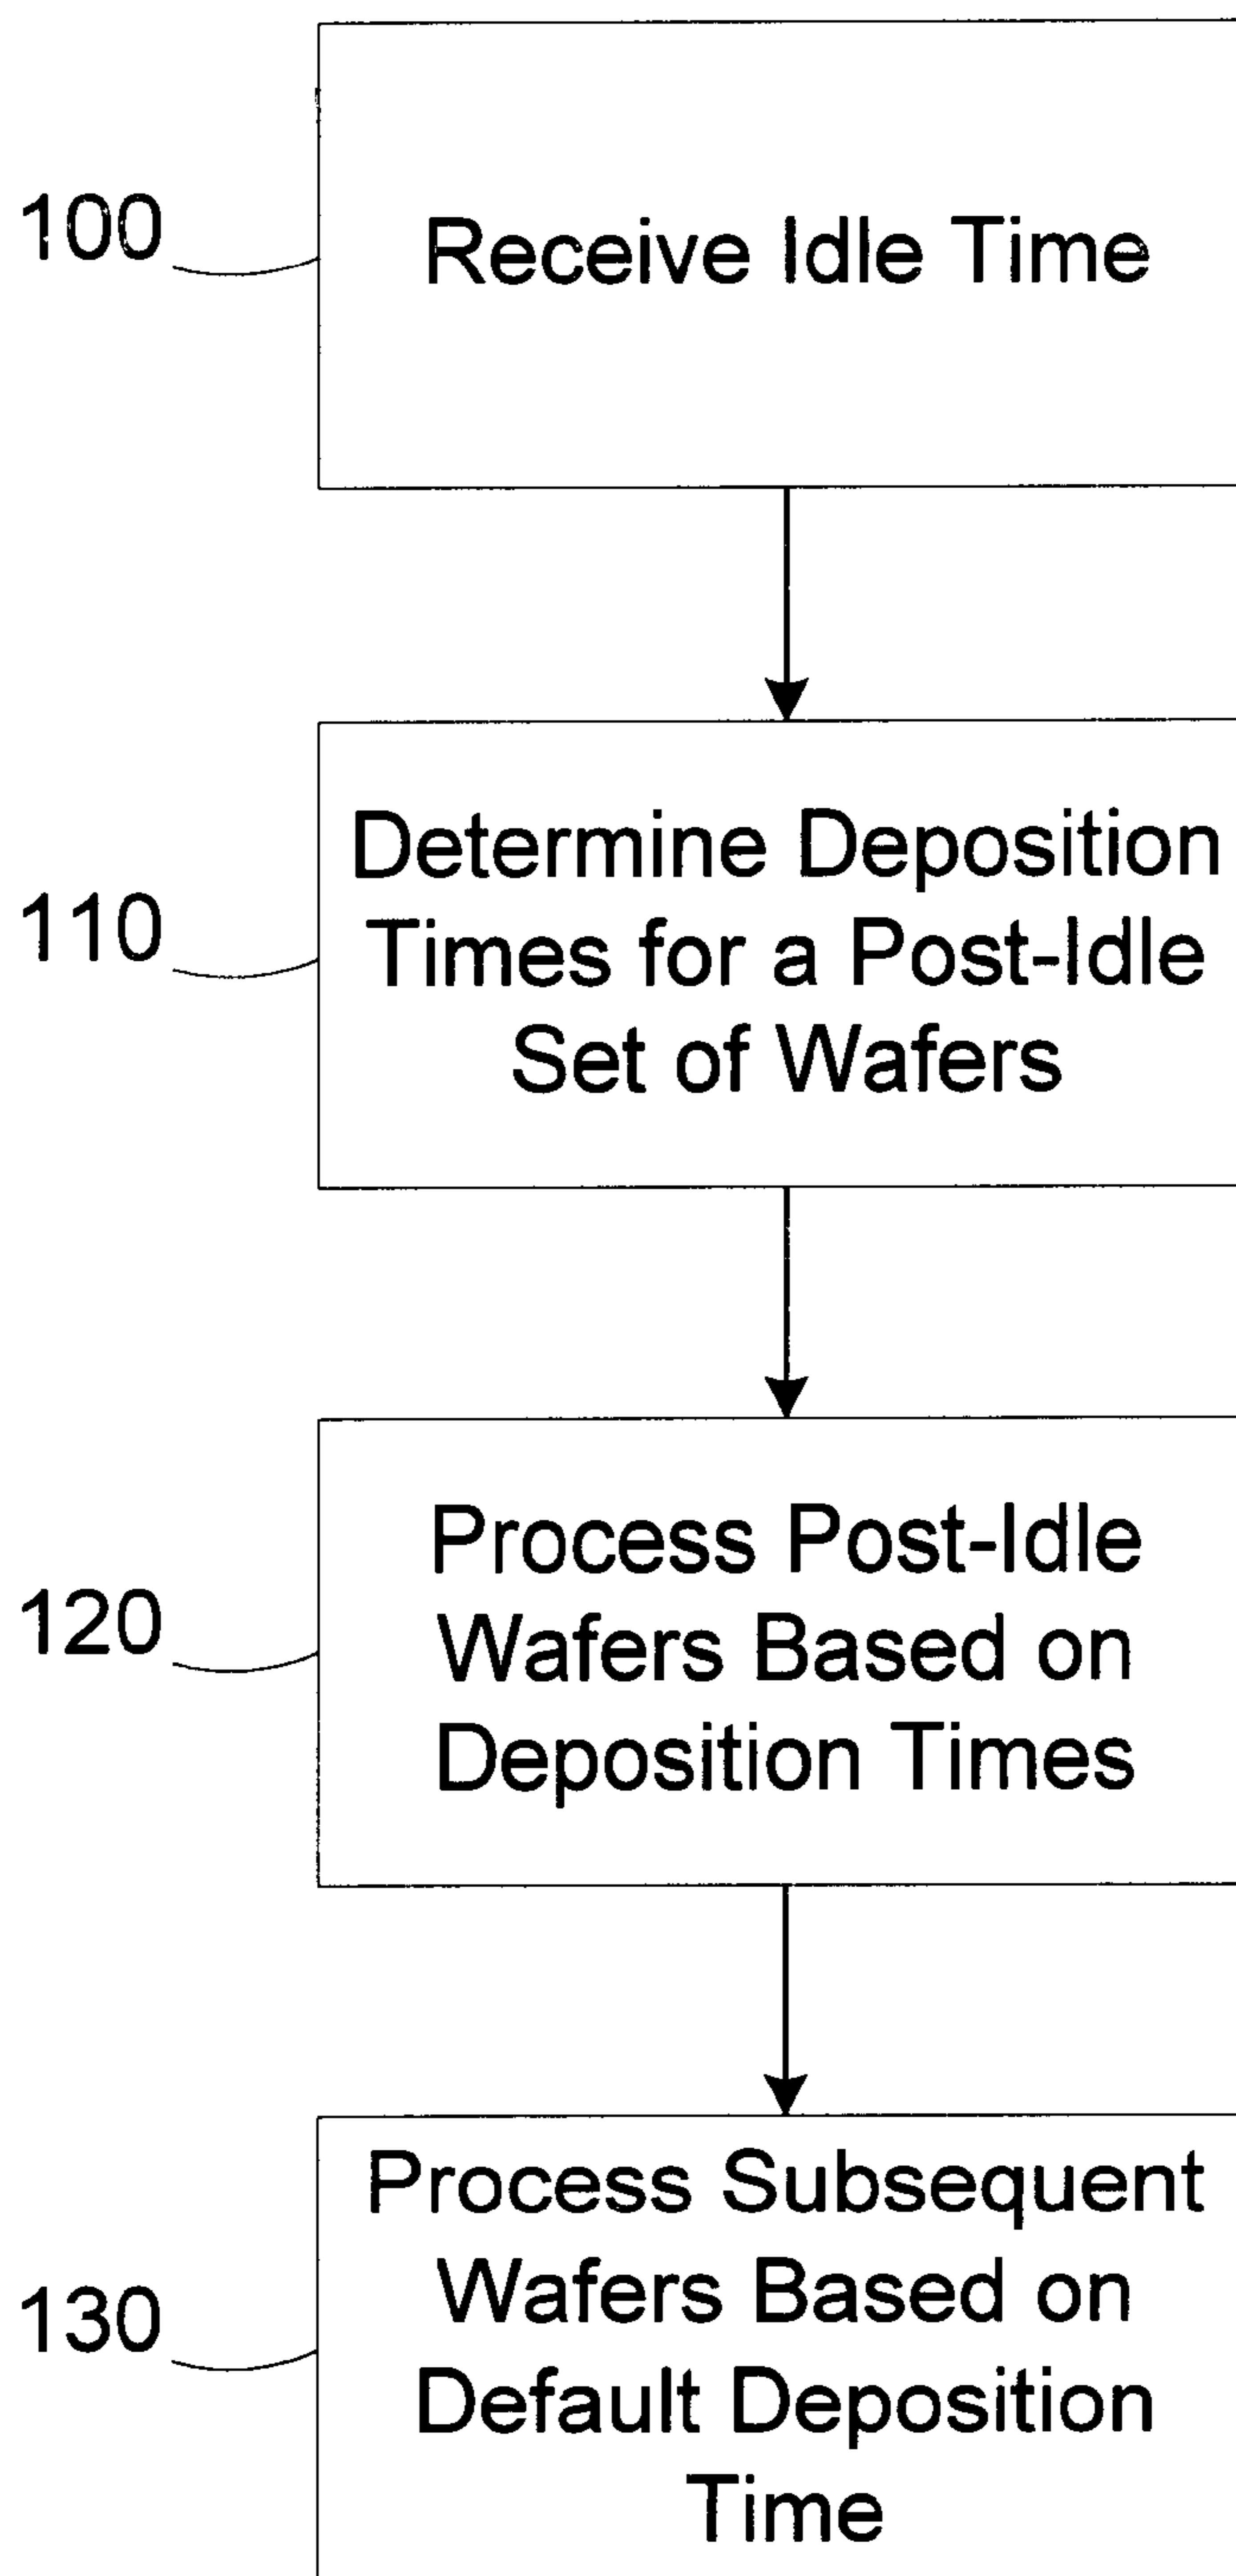 100
Receive Idle Time
110
Determine Deposition
Times for a Post-Idle
Set of Wafers
120
Process Post-Idle
Wafers Based on
Deposition Times
130
Process Subsequent
Wafers Based on
Default Deposition
Time